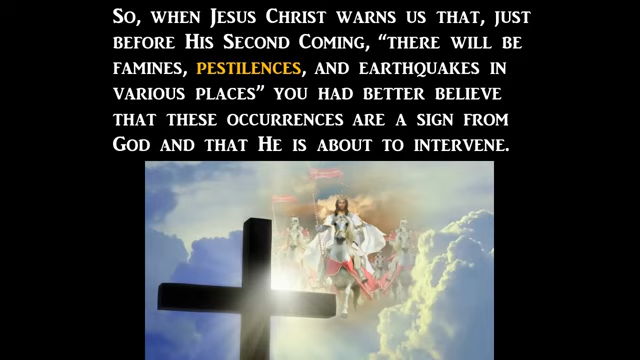 So, when Jesus Christ warns us that, just
before His Second Coming, “there will be
famines, pestilences, and earthquakes in
various places” you had better believe
that these occurrences are a sign from
God and that He is about to intervene.